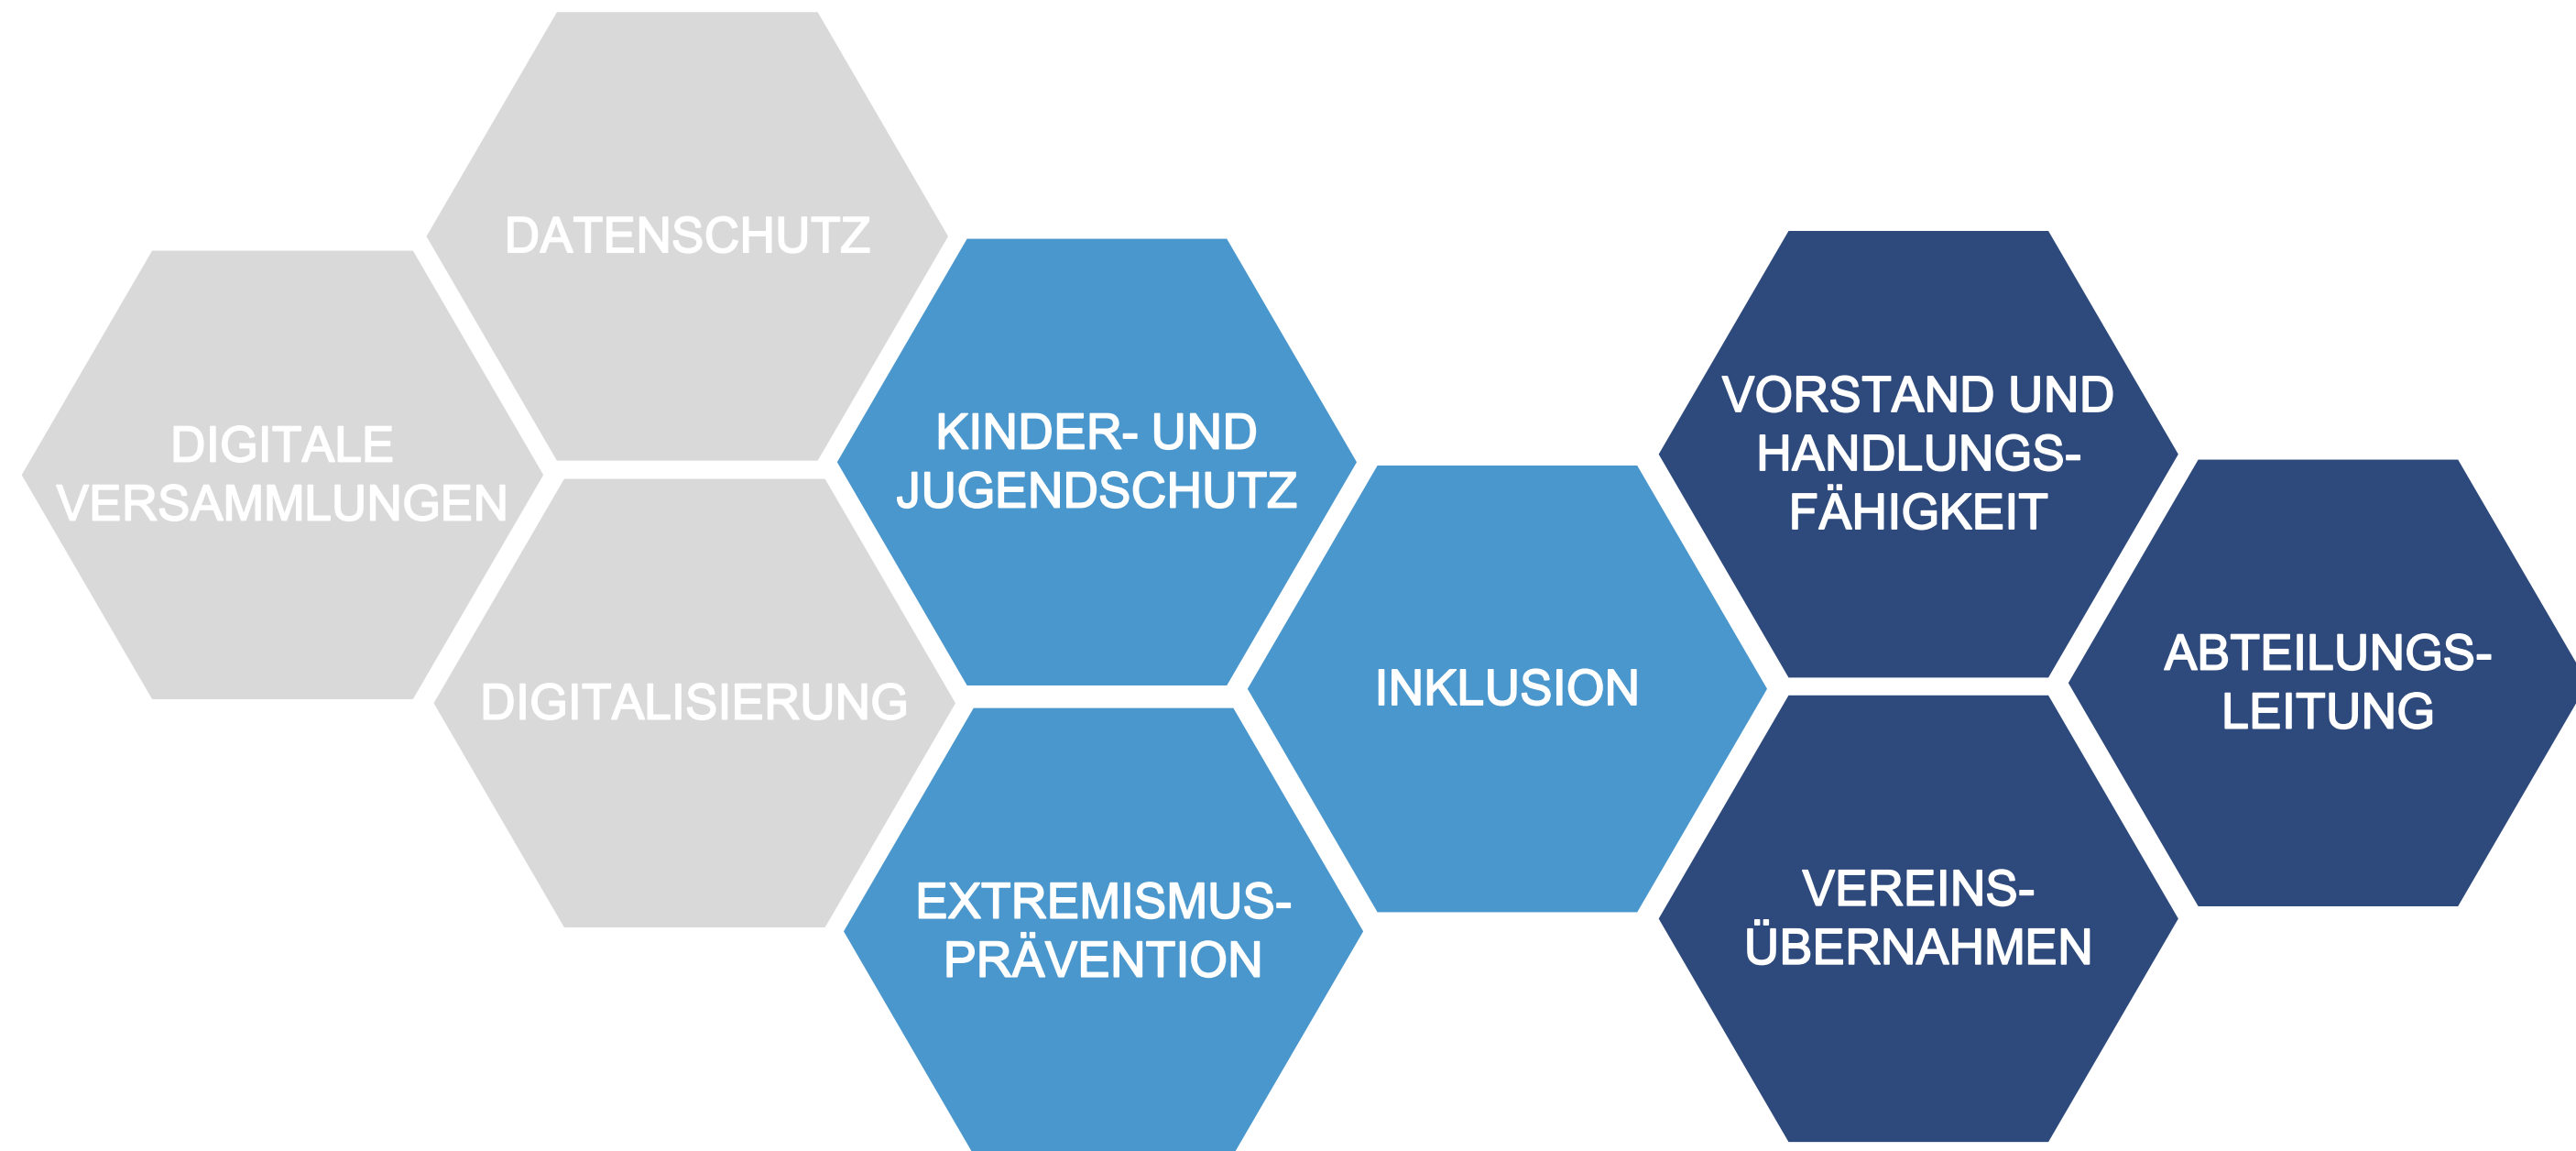 DATENSCHUTZ
DIGITALE
VERSAMMLUNGEN
DIGITALISIERUNG
KINDER- UND
JUGENDSCHUTZ
INKLUSION
EXTREMISMUS-
PRÄVENTION
VORSTAND UND
HANDLUNGS-
FÄHIGKEIT
ABTEILUNGS-
LEITUNG
VEREINS-
ÜBERNAHMEN